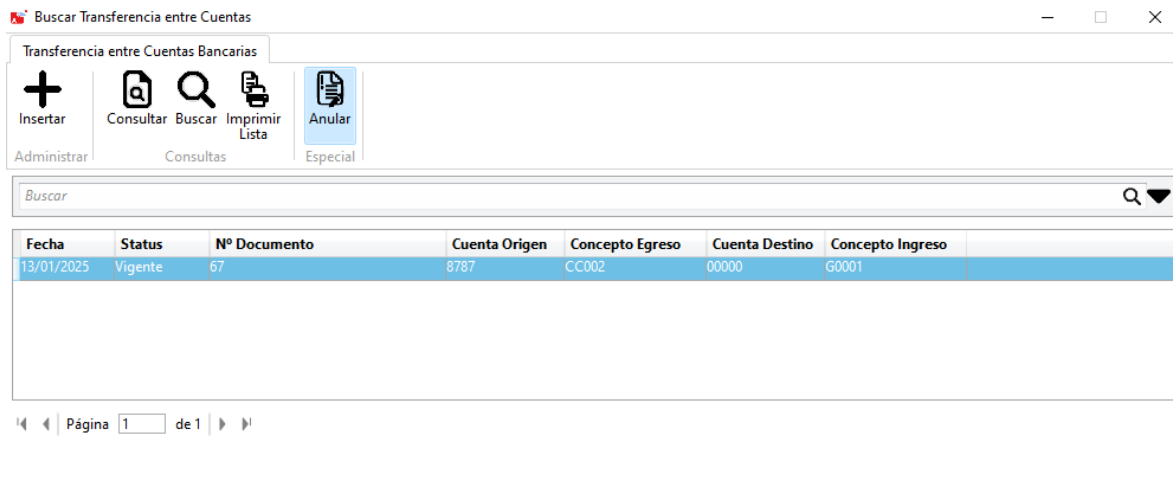 Buscar Transferencia entre Cuentas
Transferencia entre Cuentas Bancarias
Insertar
Consultar Buscar Imprimir Lista
Anular
Administrar
Consultas
Especial
Buscar
Fecha Status Nº Documento Cuenta Origen Concepto Egreso Cuenta Destino Concepto Ingreso
13/01/2025 Vigente 67 8787 CC002 00000 G0001
Página 1 de 1